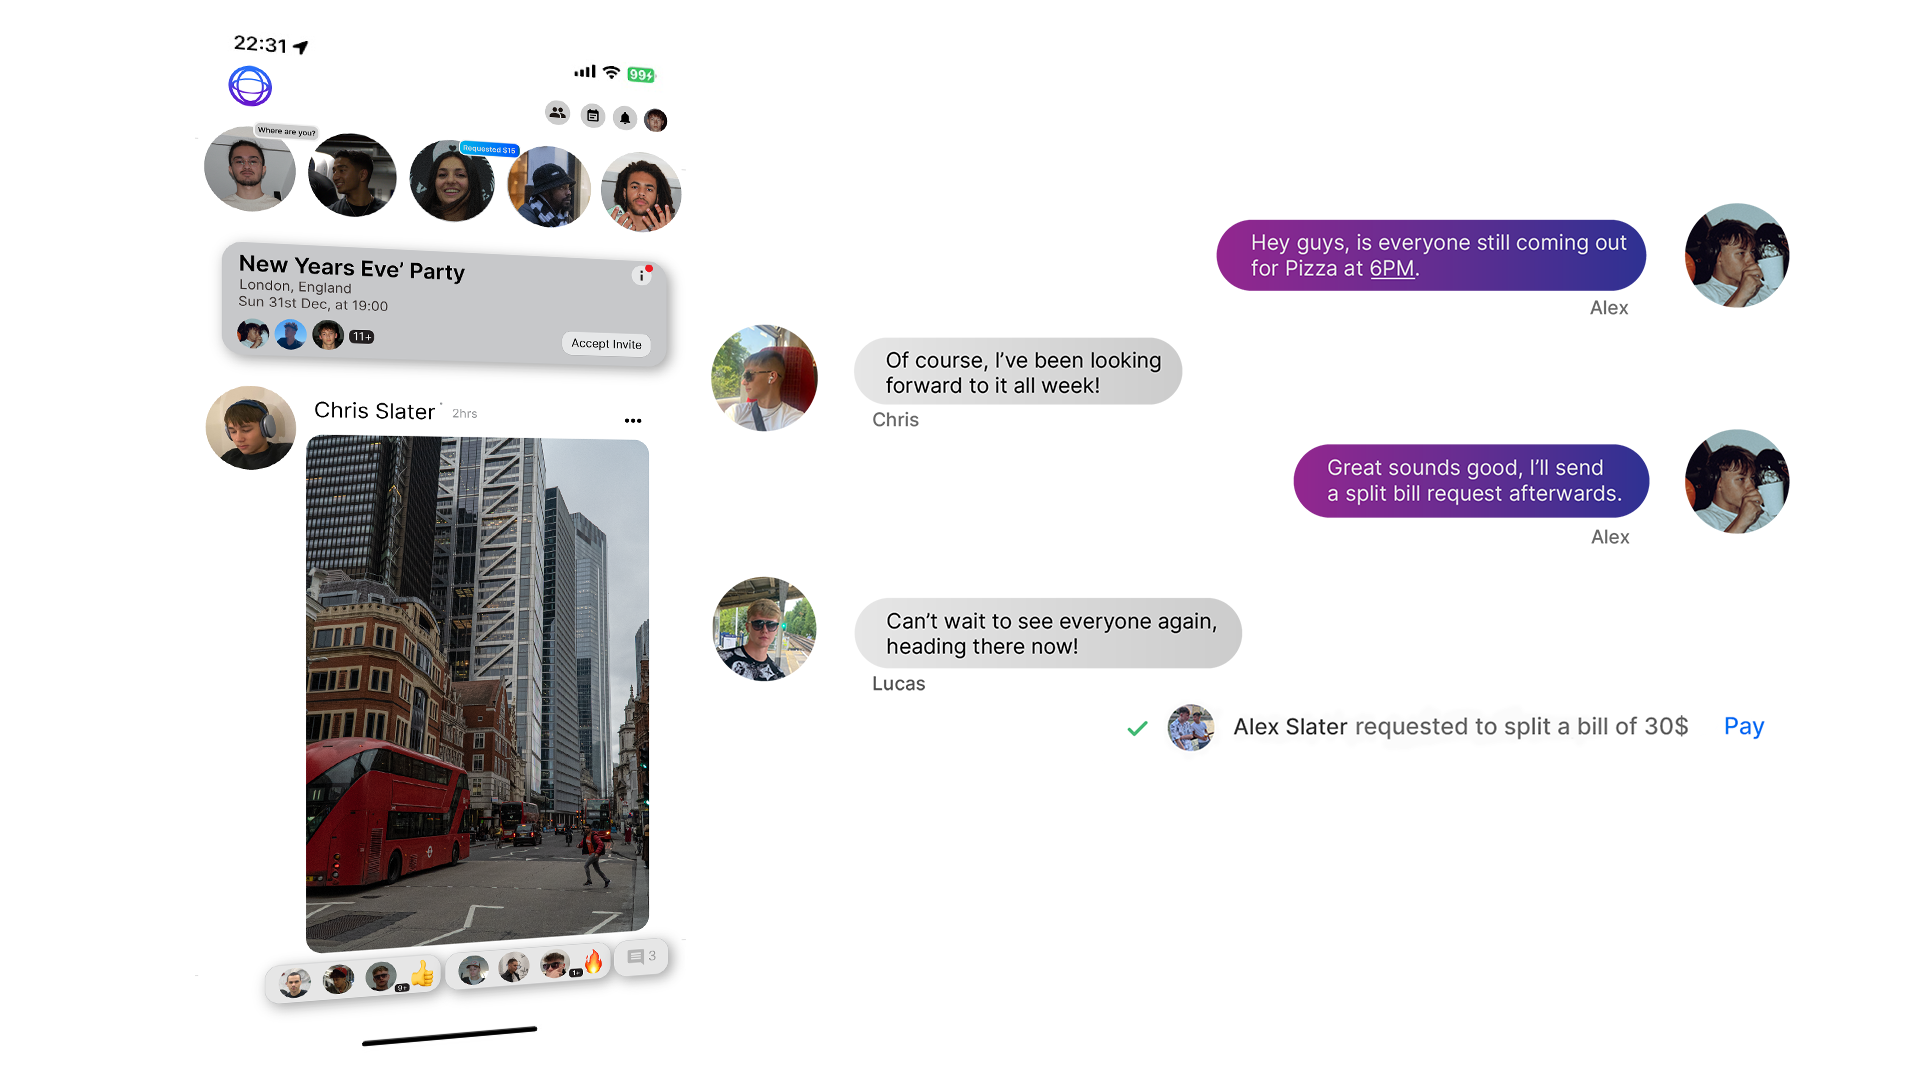 22:31
99
Where are you?
Requested $15
New Years Eve' Party
London, England
Sun 31st Dec, at 19:00
11+
Accept Invite
Chris Slater
2hrs
9+
1+
3
Hey guys, is everyone still coming out
for Pizza at 6PM.
Alex
Of course, I've been looking
forward to it all week!
Chris
Great sounds good, I'll send
a split bill request afterwards.
Alex
Can't wait to see everyone again,
heading there now!
Lucas
Alex Slater requested to split a bill of 30$ Pay